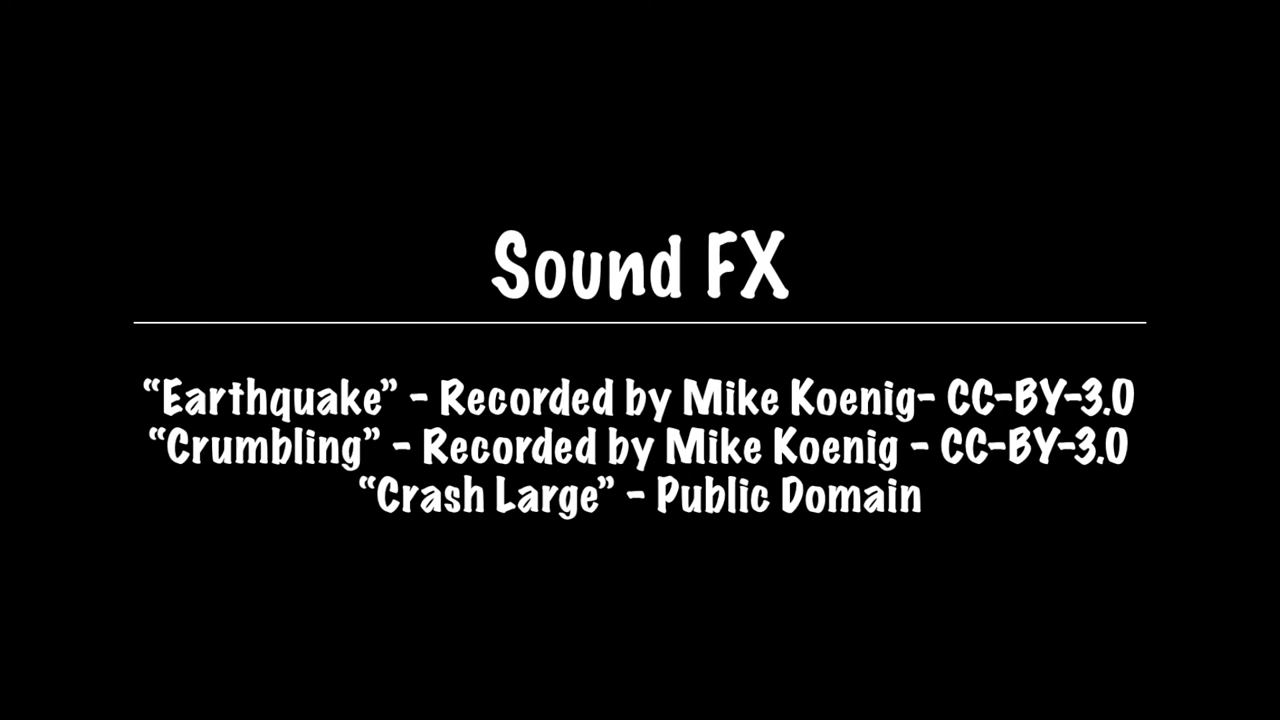 Sound FX
“Earthquake” - Recorded by Mike Koenig- CC-BY-3.0
“Crumbling” - Recorded by Mike Koenig - CC-BY-3.0
“Crash Large” - Public Domain